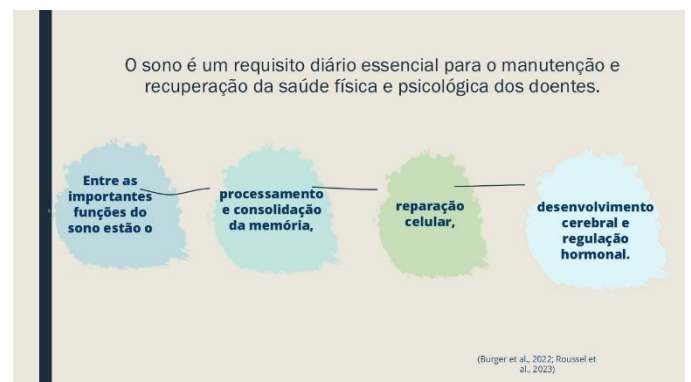 O sono é um requisito diário essencial para o manutenção e
recuperação da saúde física e psicológica dos doentes.
Entre as
importantes
funções do
sono estão o
processamento
e consolidação
da memória,
reparação
celular,
desenvolvimento
cerebral e
regulação
hormonal.
(Burger et al., 2022; Roussel et
al., 2023)